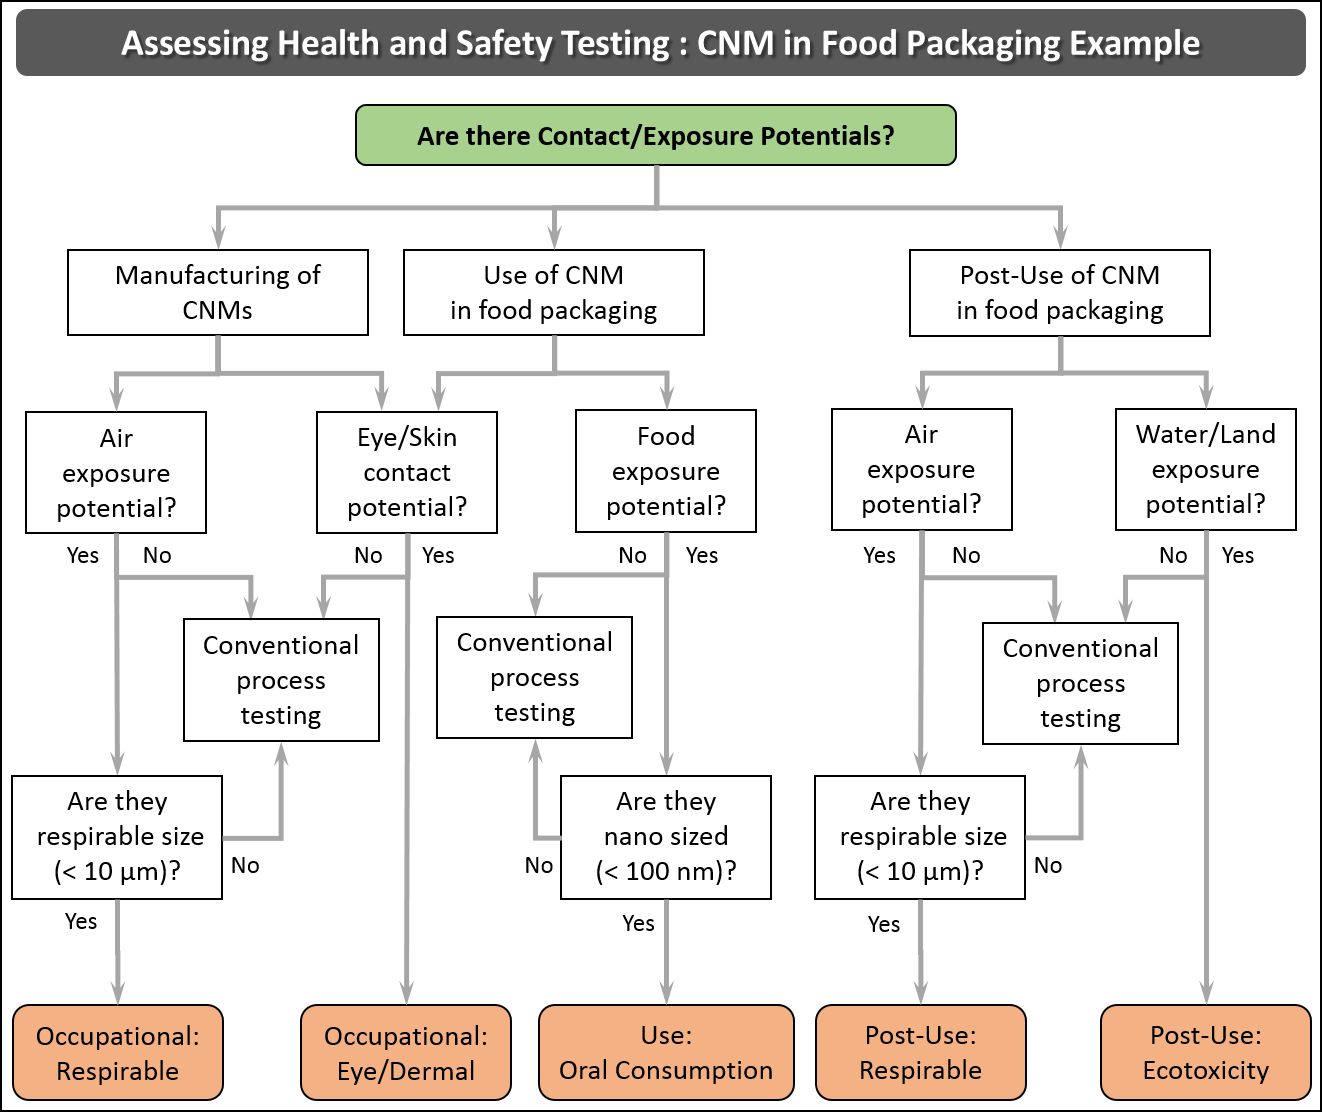 Assessing Health and Safety Testing : CNM in Food Packaging Example
Are there Contact/Exposure Potentials?
Manufacturing of
CNMs
Use of CNM
in food packaging
Post-Use of CNM
in food packaging
Air
exposure
potential?
Eye/Skin
contact
potential?
Food
exposure
potential?
Air
exposure
potential?
Water/Land
exposure
potential?
Yes
No
No
Yes
No
Yes
Yes
No
No
Yes
Conventional
process
testing
Conventional
process
testing
Conventional
process
testing
Are they
respirable size
(< 10 µm)?
No
Yes
Are they
nano sized
(< 100 nm)?
No
Yes
Are they
respirable size
(< 10 µm)?
No
Yes
Occupational:
Respirable
Occupational:
Eye/Dermal
Use:
Oral Consumption
Post-Use:
Respirable
Post-Use:
Ecotoxicity